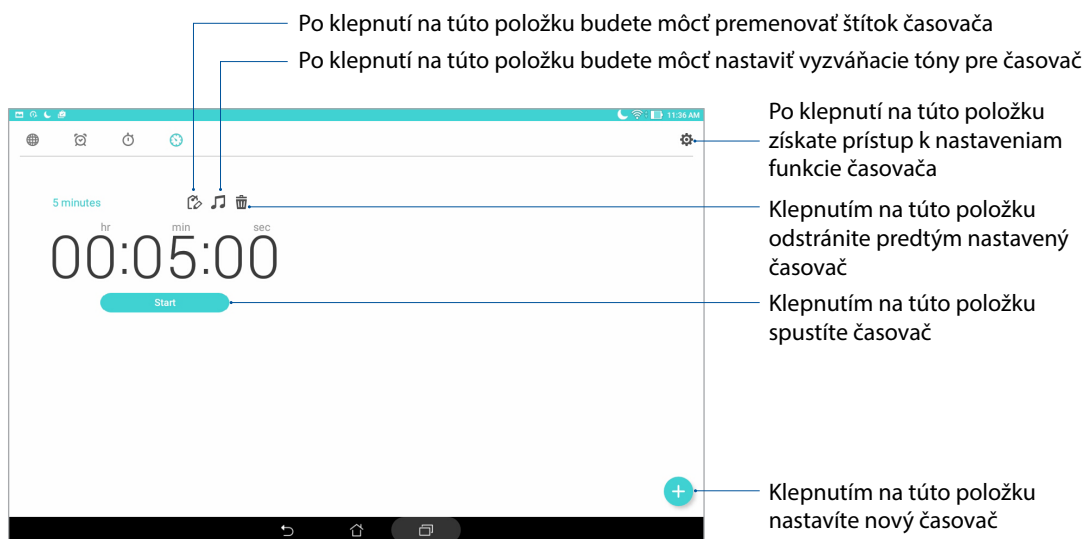 Po klepnutí na túto položku budete môcť premenovať štítok časovača
Po klepnutí na túto položku budete môcť nastaviť vyzváňacie tóny pre časovač
11:36 AM
Po klepnutí na túto položku
získate prístup k nastaveniam
funkcie časovača
5 minutes
hr min sec
00:05:00
Start
Klepnutím na túto položku
odstránite predtým nastavený
časovač
Klepnutím na túto položku
spustíte časovač
Klepnutím na túto položku
nastavíte nový časovač